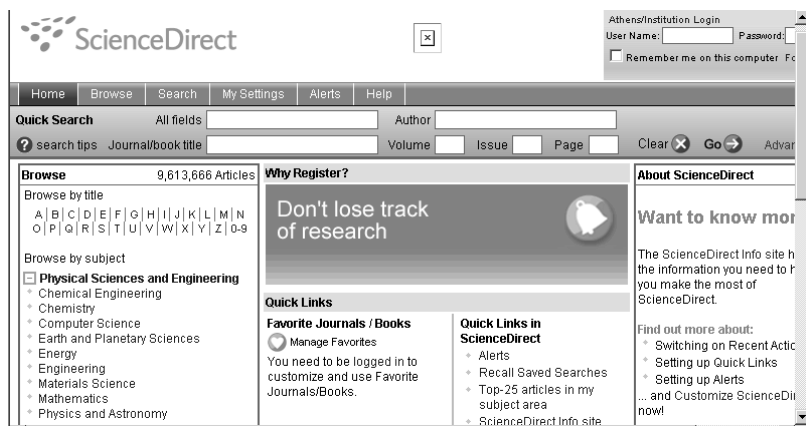 ScienceDirect
Athens/Institution Login
User Name: Password:
Remember me on this computer
Home Browse Search My Settings Alerts Help
Quick Search All fields Author
? search tips Journal/book title Volume Issue Page Clear Go
Browse 9,613,666 Articles
Browse by title
A|B|C|D|E|F|G|H|I|J|K|L|M|N
O|P|Q|R|S|T|U|V|W|X|Y|Z|0-9
Browse by subject
Physical Sciences and Engineering
Chemical Engineering
Chemistry
Computer Science
Earth and Planetary Sciences
Energy
Engineering
Materials Science
Mathematics
Physics and Astronomy
Why Register?
Don't lose track
of research
Quick Links
Favorite Journals / Books
Manage Favorites
You need to be logged in to
customize and use Favorite
Journals/Books.
Quick Links in
ScienceDirect
Alerts
Recall Saved Searches
Top-25 articles in my
subject area
ScienceDirect Info site
About ScienceDirect
Want to know
The ScienceDirect Info site
the information you need to
you make the most of
ScienceDirect.
Find out more about:
Switching on Recent
Setting up Quick Links
Setting up Alerts
... and Customize
now!